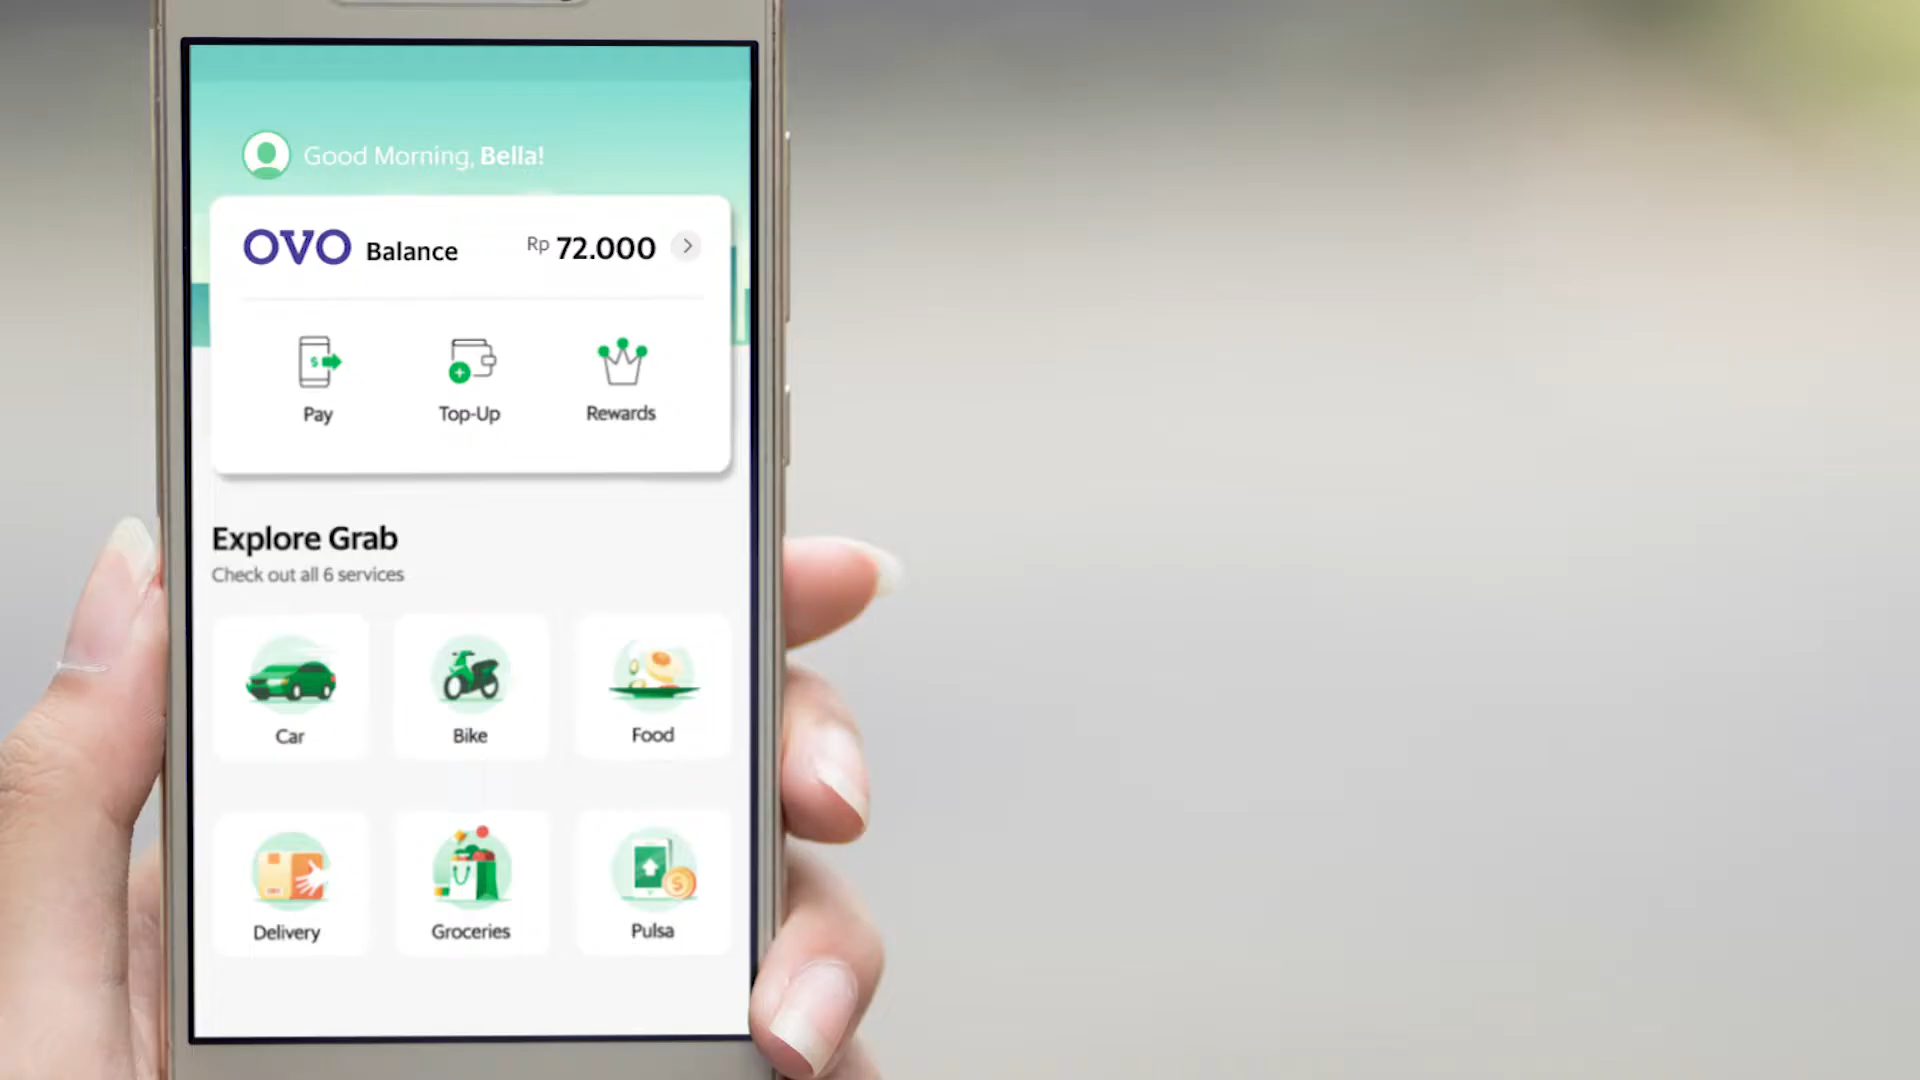 Good Morning, Bella!
OVO Balance Rp 72.000
Pay Top-Up Rewards
Explore Grab
Check out all 6 services
Car Bike Food
Delivery Groceries Pulsa